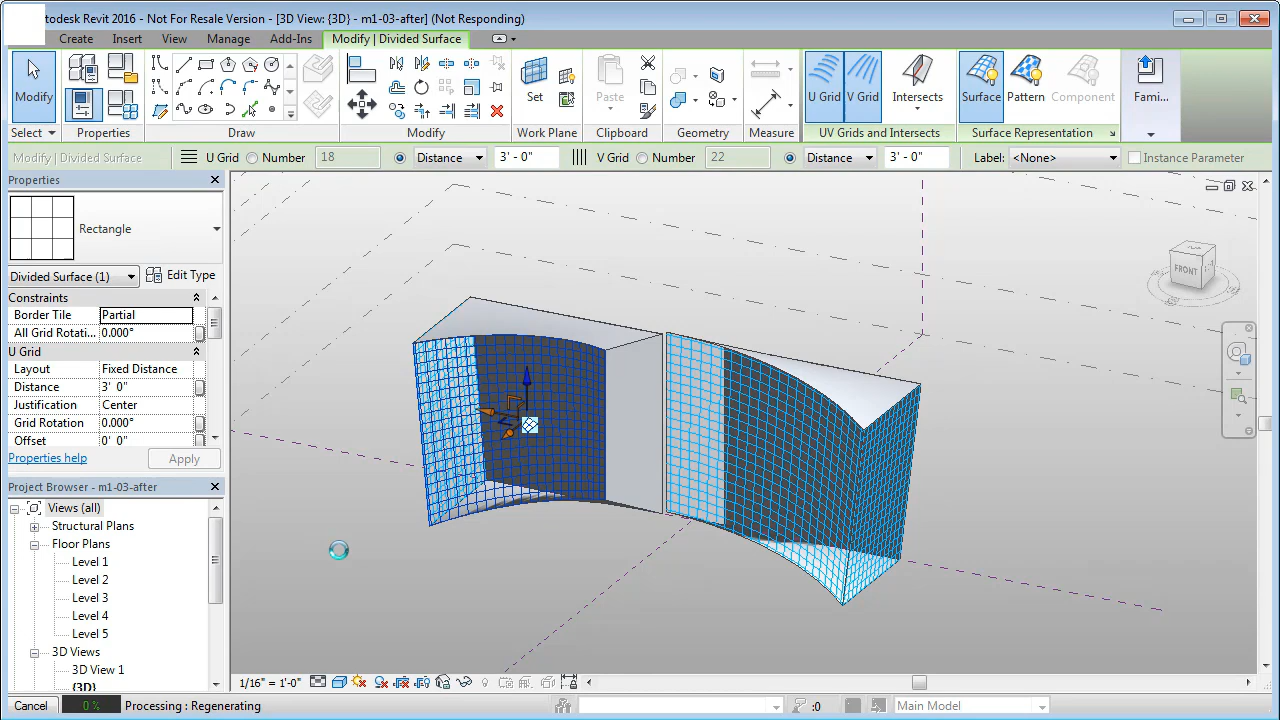 todesk Revit 2016 - Not For Resale Version - [3D View: {3D} - m1-03-after] (Not Responding)
Create Insert View Manage Add-Ins Modify | Divided Surface
Modify Set Paste U Grid V Grid Intersects Surface Pattern Component Fami...
Select Properties Draw Modify Work Plane Clipboard Geometry Measure UV Grids and Intersects Surface Representation
Modify | Divided Surface U Grid Number 18 Distance 3' - 0" V Grid Number 22 Distance 3' - 0" Label: <None> Instance Parameter
Properties
Rectangle
Divided Surface (1) Edit Type
Constraints
Border Tile Partial
All Grid Rotati... 0.000°
U Grid
Layout Fixed Distance
Distance 3' 0"
Justification Center
Grid Rotation 0.000°
Offset 0' 0"
Properties help Apply
Project Browser - m1-03-after
Views (all)
Structural Plans
Floor Plans
Level 1
Level 2
Level 3
Level 4
Level 5
3D Views
3D View 1
{3D}
FRONT
1/16" = 1'-0"
Cancel 0 % Processing : Regenerating :0 Main Model